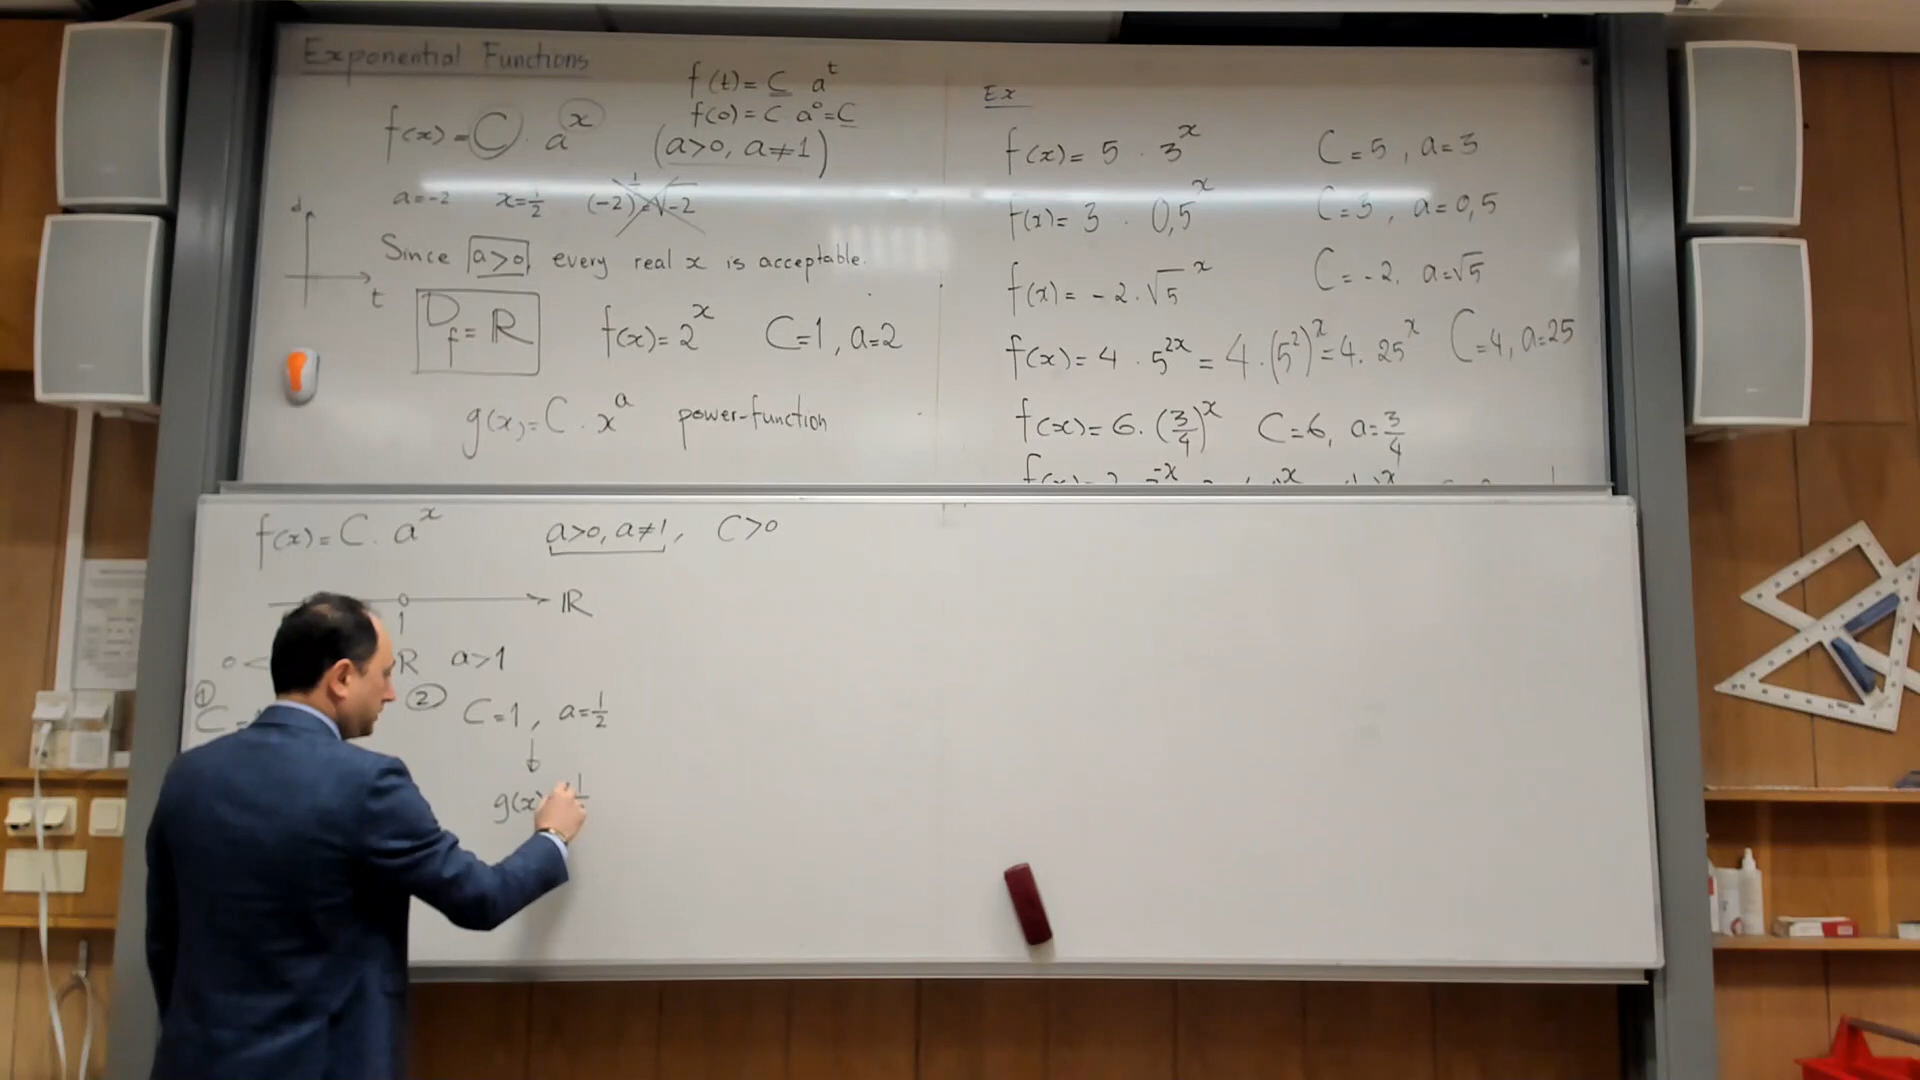 Exponential Functions
f(t) = C a^t
f(0) = C a^0 = C
f(x) = C · a^x (a>0, a≠1)
a=-2 x=1/2 (-2)^1/2 = √-2
d
t
Since a>0, every real x is acceptable.
D_f = ℝ f(x) = 2^x C=1, a=2
g(x) = C · x^a power-function
Ex
f(x) = 5 · 3^x C=5, a=3
f(x) = 3 · 0,5^x C=3, a=0,5
f(x) = -2 · √5^x C=-2, a=√5
f(x) = 4 · 5^2x = 4 · (5^2)^x = 4 · 25^x C=4, a=25
f(x) = 6 · (3/4)^x C=6, a=3/4
f(x) = C · a^x a>0, a≠1, C>0
1 ℝ
0< R a>1
① C= ② C=1, a=1/2
g(x)